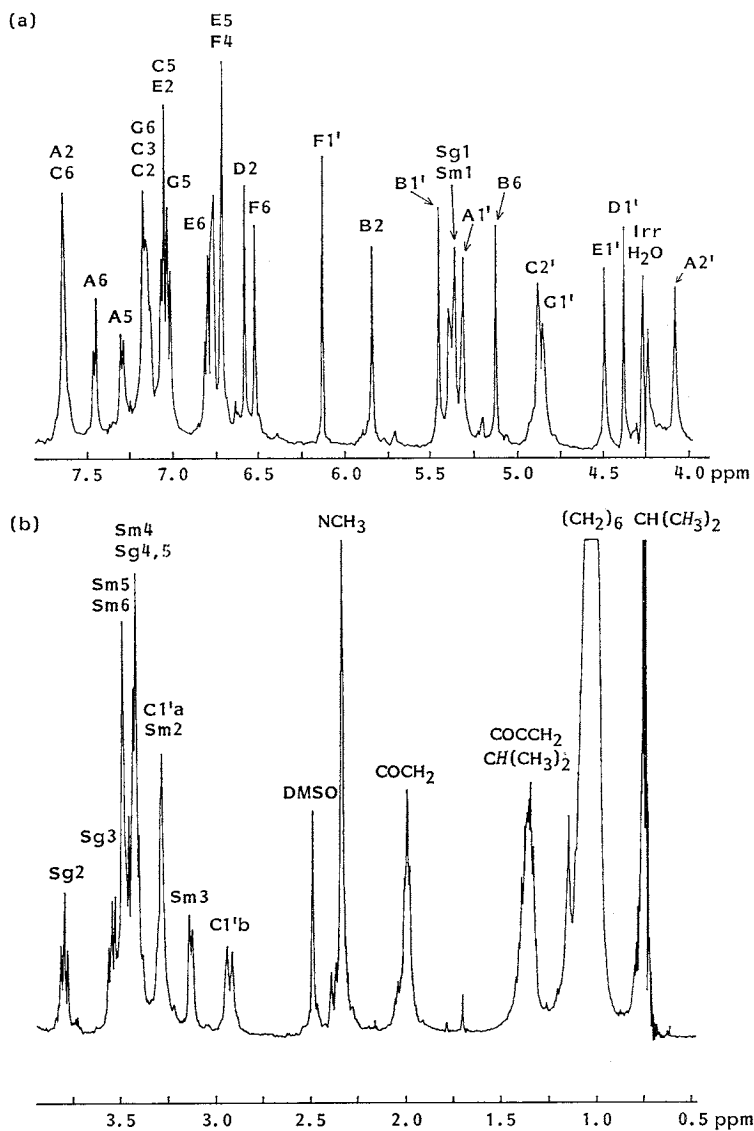 (a)
E5
F4
C5
E2
G6
C3
C2
A2
C6
G5
A6
A5
E6
D2
F6
F1'
B2
B1'
Sg1
Sm1
A1'
B6
C2'
G1'
E1'
D1'
Irr
H2O
A2'
7.5 7.0 6.5 6.0 5.5 5.0 4.5 4.0 ppm
(b)
Sm4
Sg4,5
Sm5
Sm6
NCH3
(CH2)6
CH(CH3)2
C1'a
Sm2
COCCH2
CH(CH3)2
DMSO
COCH2
Sg3
Sg2
Sm3
C1'b
3.5 3.0 2.5 2.0 1.5 1.0 0.5 ppm